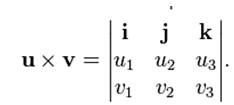 i j k
u × v = | u₁ u₂ u₃ | .
v₁ v₂ v₃